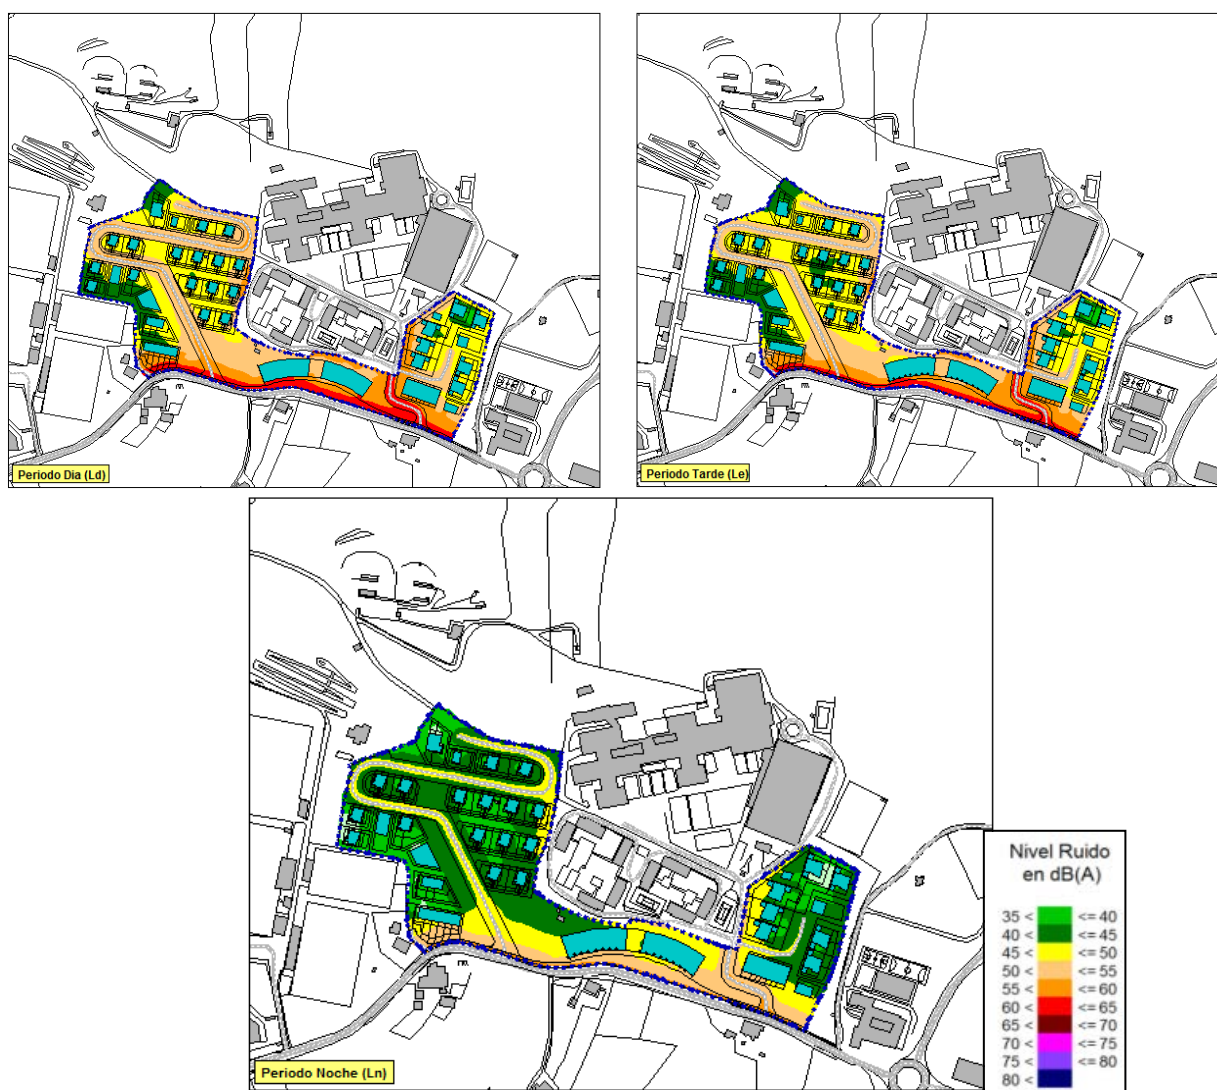 Periodo Dia (Ld)
Periodo Tarde (Le)
Periodo Noche (Ln)
Nivel Ruido
en dB(A)
35 < <= 40
40 < <= 45
45 < <= 50
50 < <= 55
55 < <= 60
60 < <= 65
65 < <= 70
70 < <= 75
75 < <= 80
80 <